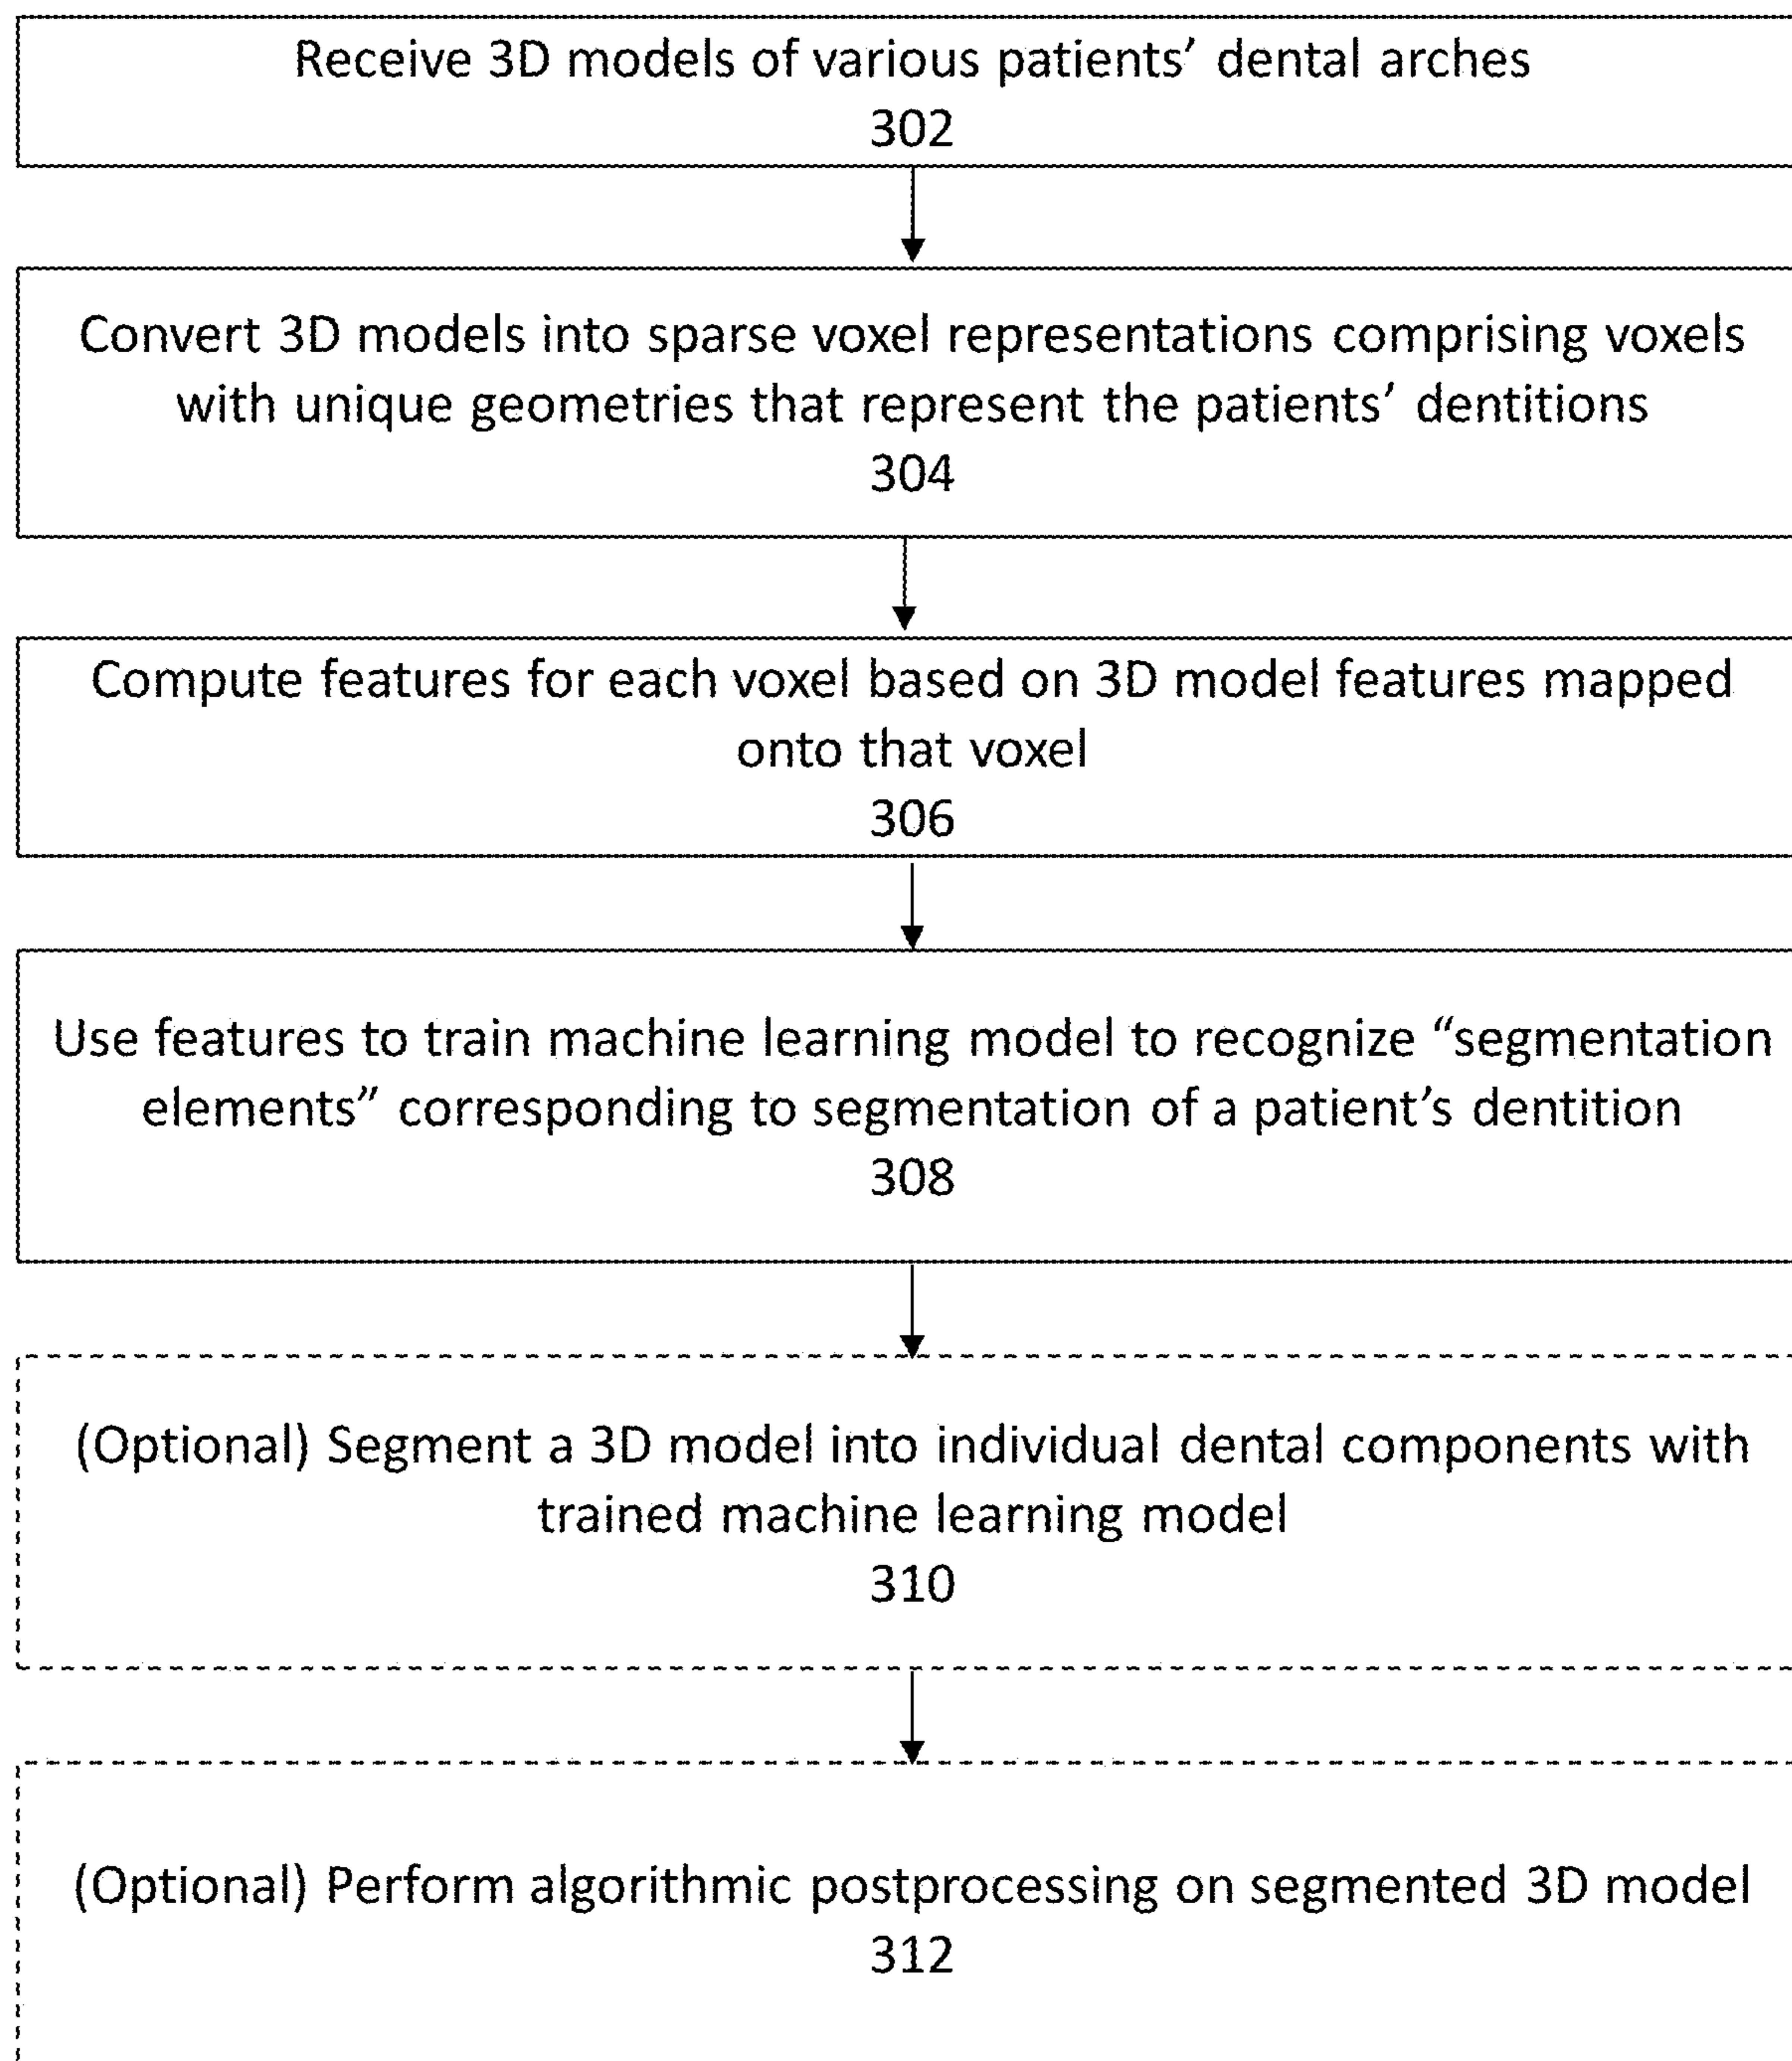 Receive 3D models of various patients’ dental arches
302
Convert 3D models into sparse voxel representations comprising voxels
with unique geometries that represent the patients’ dentitions
304
Compute features for each voxel based on 3D model features mapped
onto that voxel
306
Use features to train machine learning model to recognize “segmentation
elements” corresponding to segmentation of a patient’s dentition
308
(Optional) Segment a 3D model into individual dental components with
trained machine learning model
310
(Optional) Perform algorithmic postprocessing on segmented 3D model
312